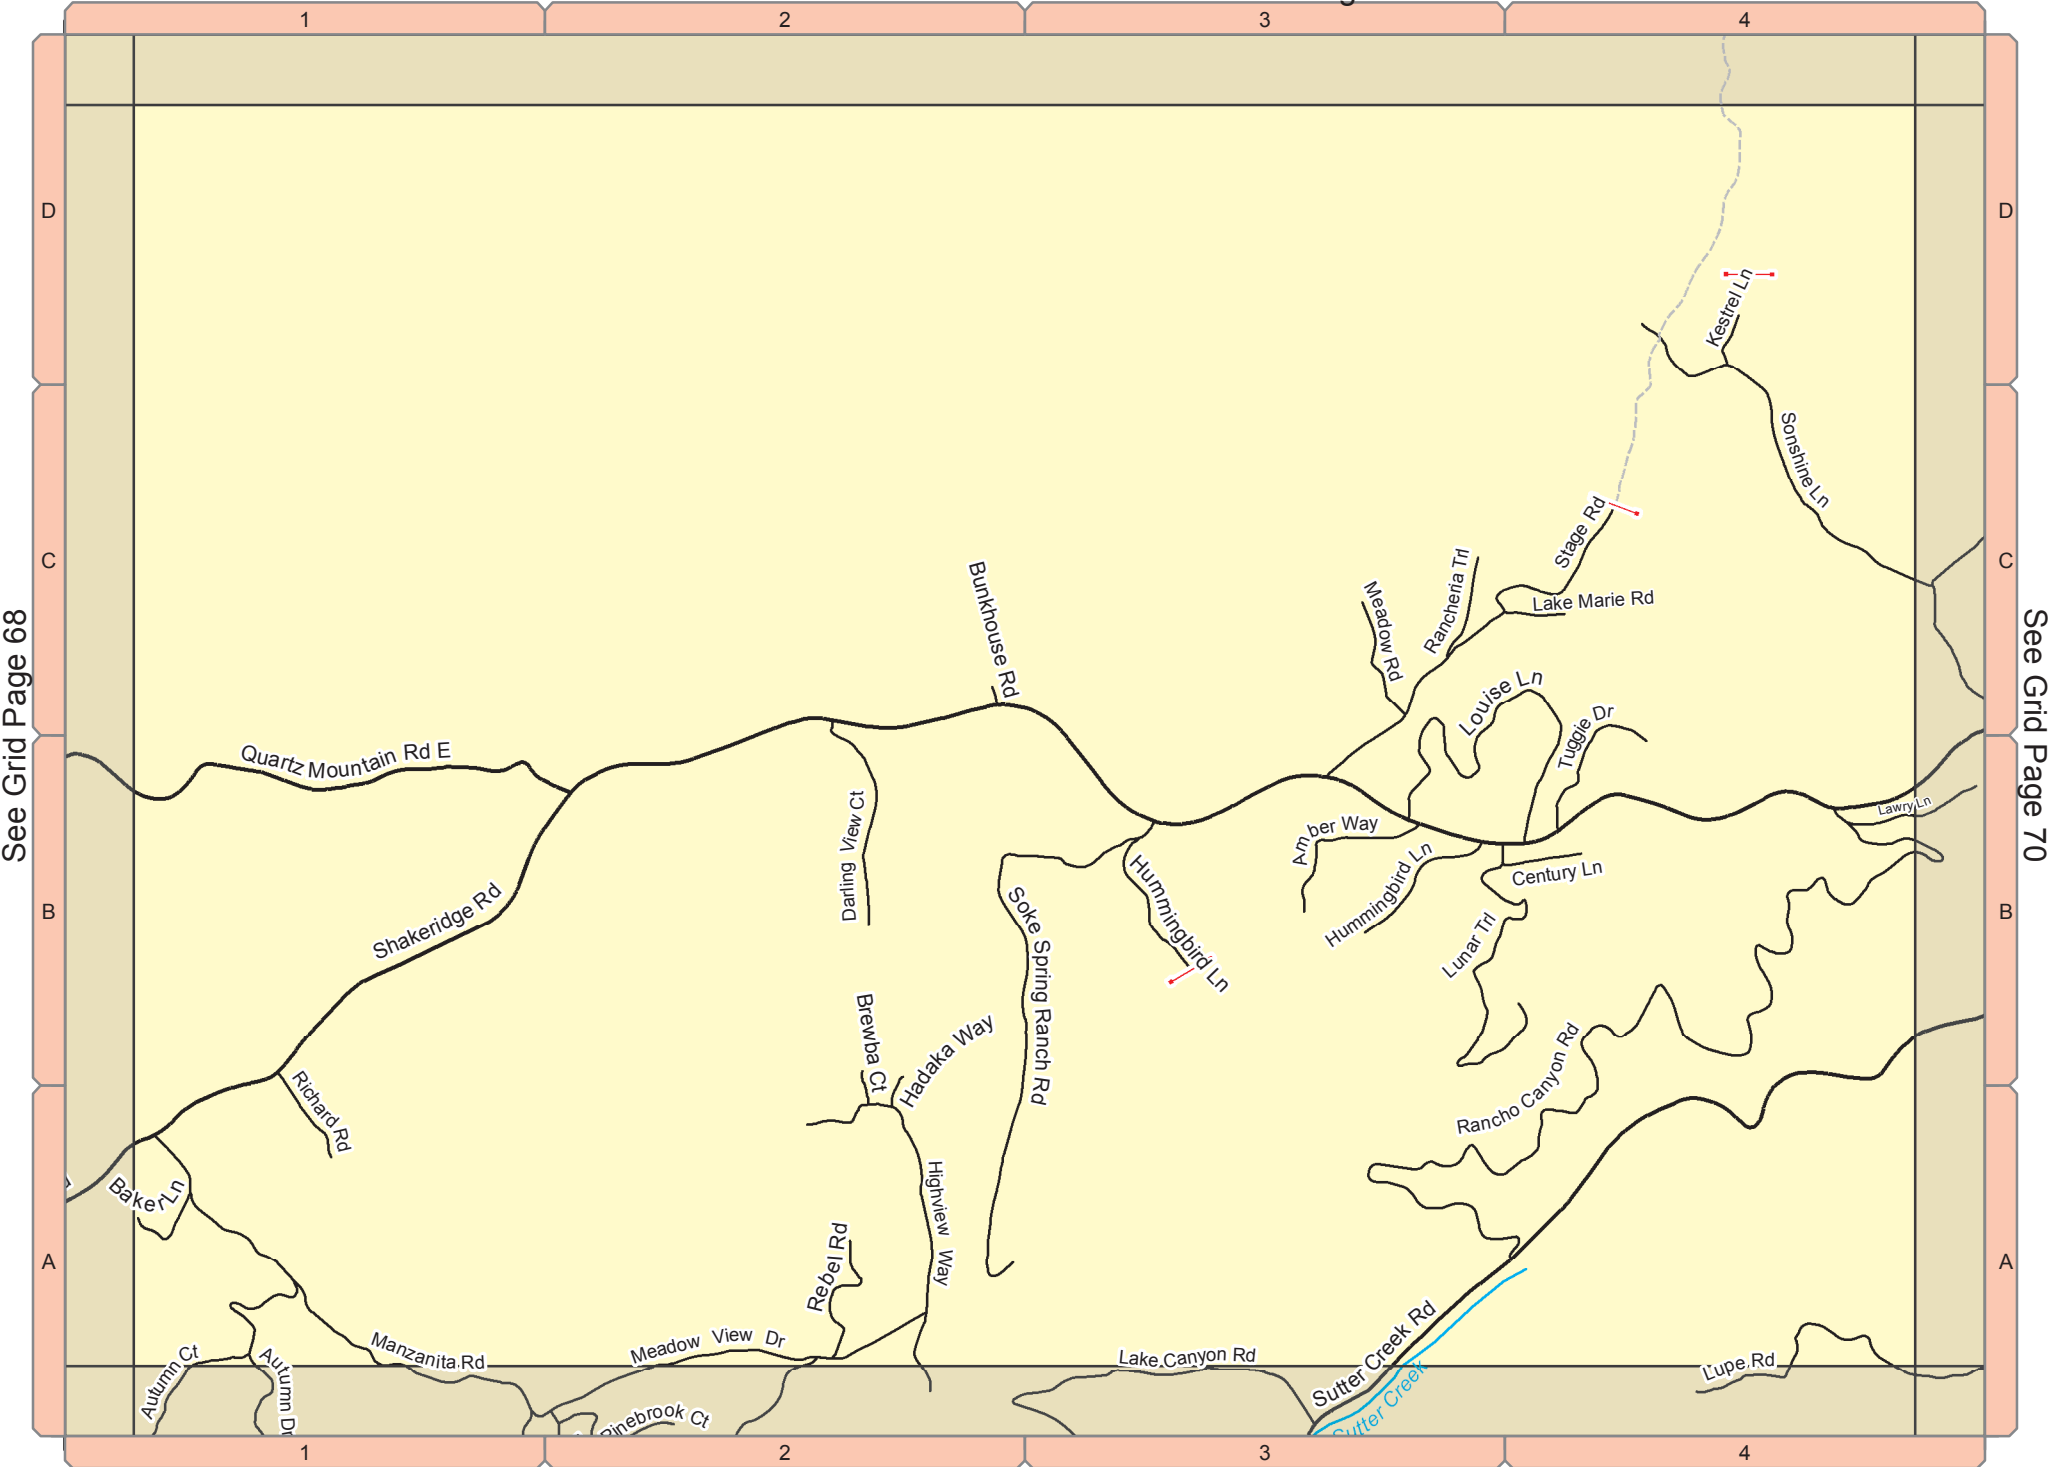 1
2
3
4
D
D
Kestrel Ln
Sonshine Ln
Stage Rd
C
C
Bunkhouse Rd
Meadow Rd
Rancheria Trl
Lake Marie Rd
See Grid Page 68
See Grid Page 70
Louise Ln
Tuggie Dr
Quartz Mountain Rd E
Darling View Ct
Amber Way
Lawry Ln
Hummingbird Ln
Hummingbird Ln
Century Ln
Shakeridge Rd
B
B
Soke Spring Ranch Rd
Lunar Trl
Brewba Ct
Hadaka Way
Rancho Canyon Rd
Richard Rd
Baker Ln
Highview Way
Rebel Rd
A
A
Manzanita Rd
Meadow View Dr
Autumn Ct
Autumn Dr
Pinebrook Ct
Lake Canyon Rd
Sutter Creek Rd
Sutter Creek
Lupe Rd
1
2
3
4